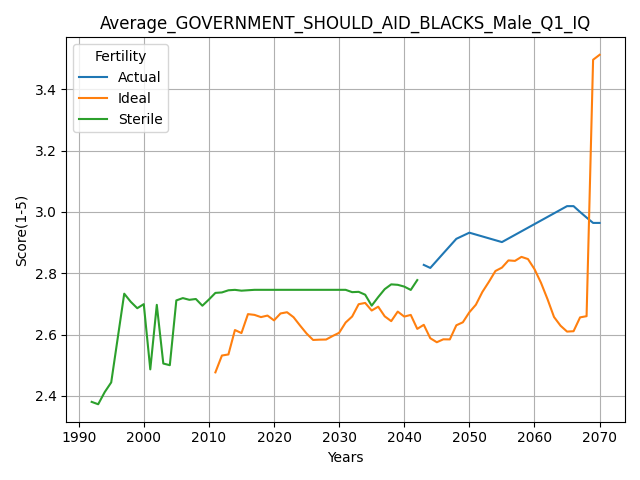 Average_GOVERNMENT_SHOULD_AID_BLACKS_Male_Q1_IQ
Fertility
Actual
Ideal
Sterile
Score(1-5)
3.4
3.2
3.0
2.8
2.6
2.4
1990 2000 2010 2020 2030 2040 2050 2060 2070
Years